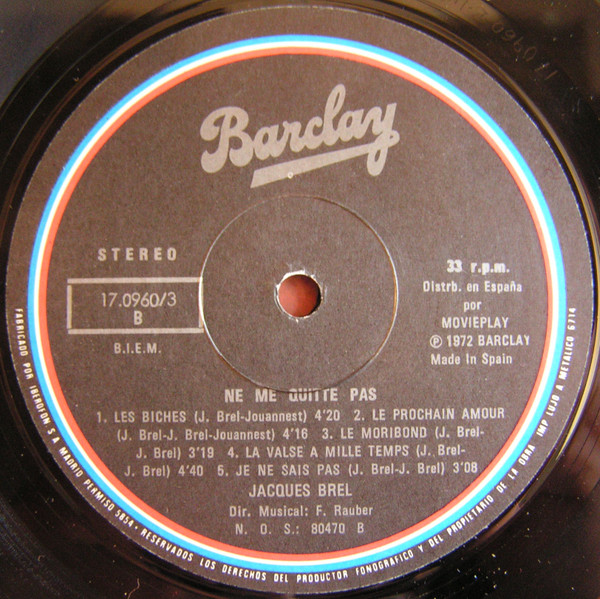 Barclay
STEREO
17.0960/3
B
B.I.E.M.
33 r.p.m.
Distrb. en España
por
MOVIEPLAY
Ⓟ 1972 BARCLAY
Made In Spain
NE ME QUITTE PAS
1. LES BICHES (J. Brel-Jouannest) 4'20 2. LE PROCHAIN AMOUR
(J. Brel-J. Brel-Jouannest) 4'16 3. LE MORIBOND (J. Brel-
J. Brel) 3'19 4. LA VALSE A MILLE TEMPS (J. Brel-
J. Brel) 4'40 5. JE NE SAIS PAS (J. Brel-J. Brel) 3'08
JACQUES BREL
Dir. Musical: F. Rauber
N. O. S.: 80470 B
FABRICADO POR IBEROFON S A MADRID PERMISO 5854 - RESERVADOS LOS DERECHOS DEL PRODUCTOR FONOGRAFICO Y DEL PROPIETARIO DE LA OBRA IMP LUJO A METALICO 6714